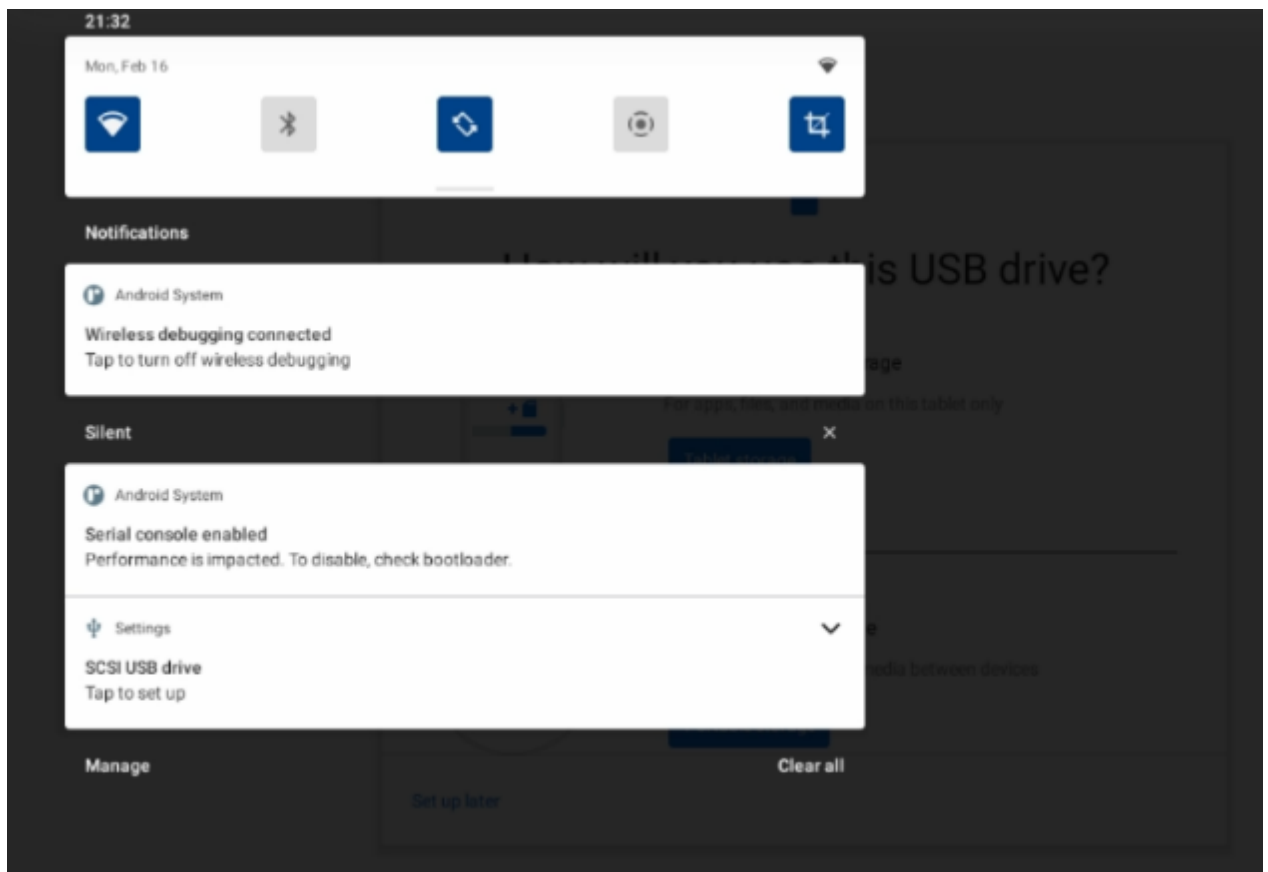 21:32
Mon, Feb 16
Notifications
is USB drive?
Android System
Wireless debugging connected
Tap to turn off wireless debugging
For apps, files, and media on this tablet only
Silent
Tablet storage
Android System
Serial console enabled
Performance is impacted. To disable, check bootloader.
Settings
SCSI USB drive
Tap to set up
media between devices
Manage
Clear all
Set up later